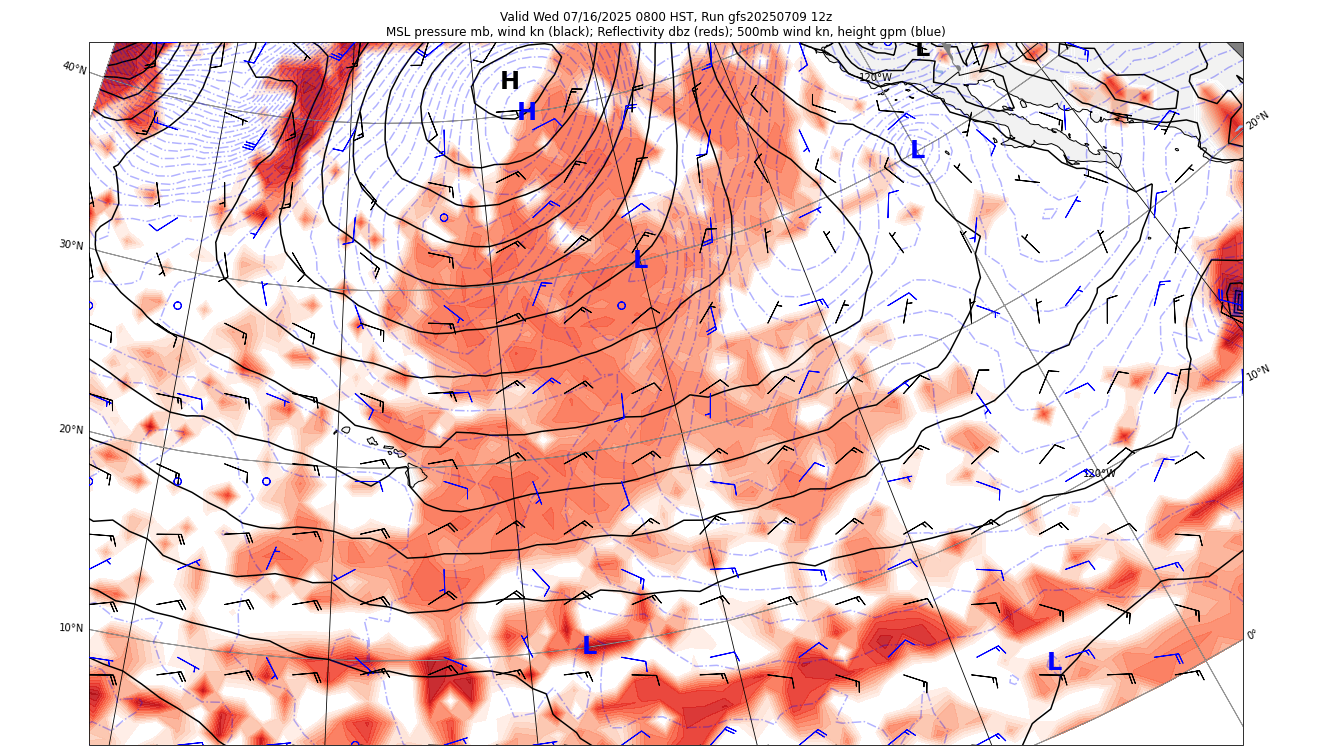 Valid Wed 07/16/2025 0800 HST, Run gfs20250709 12z
MSL pressure mb, wind kn (black); Reflectivity dbz (reds); 500mb wind kn, height gpm (blue)
L
40°N
H
120°W
H
20°N
L
30°N
L
10°N
20°N
120°W
10°N
0°
L
L